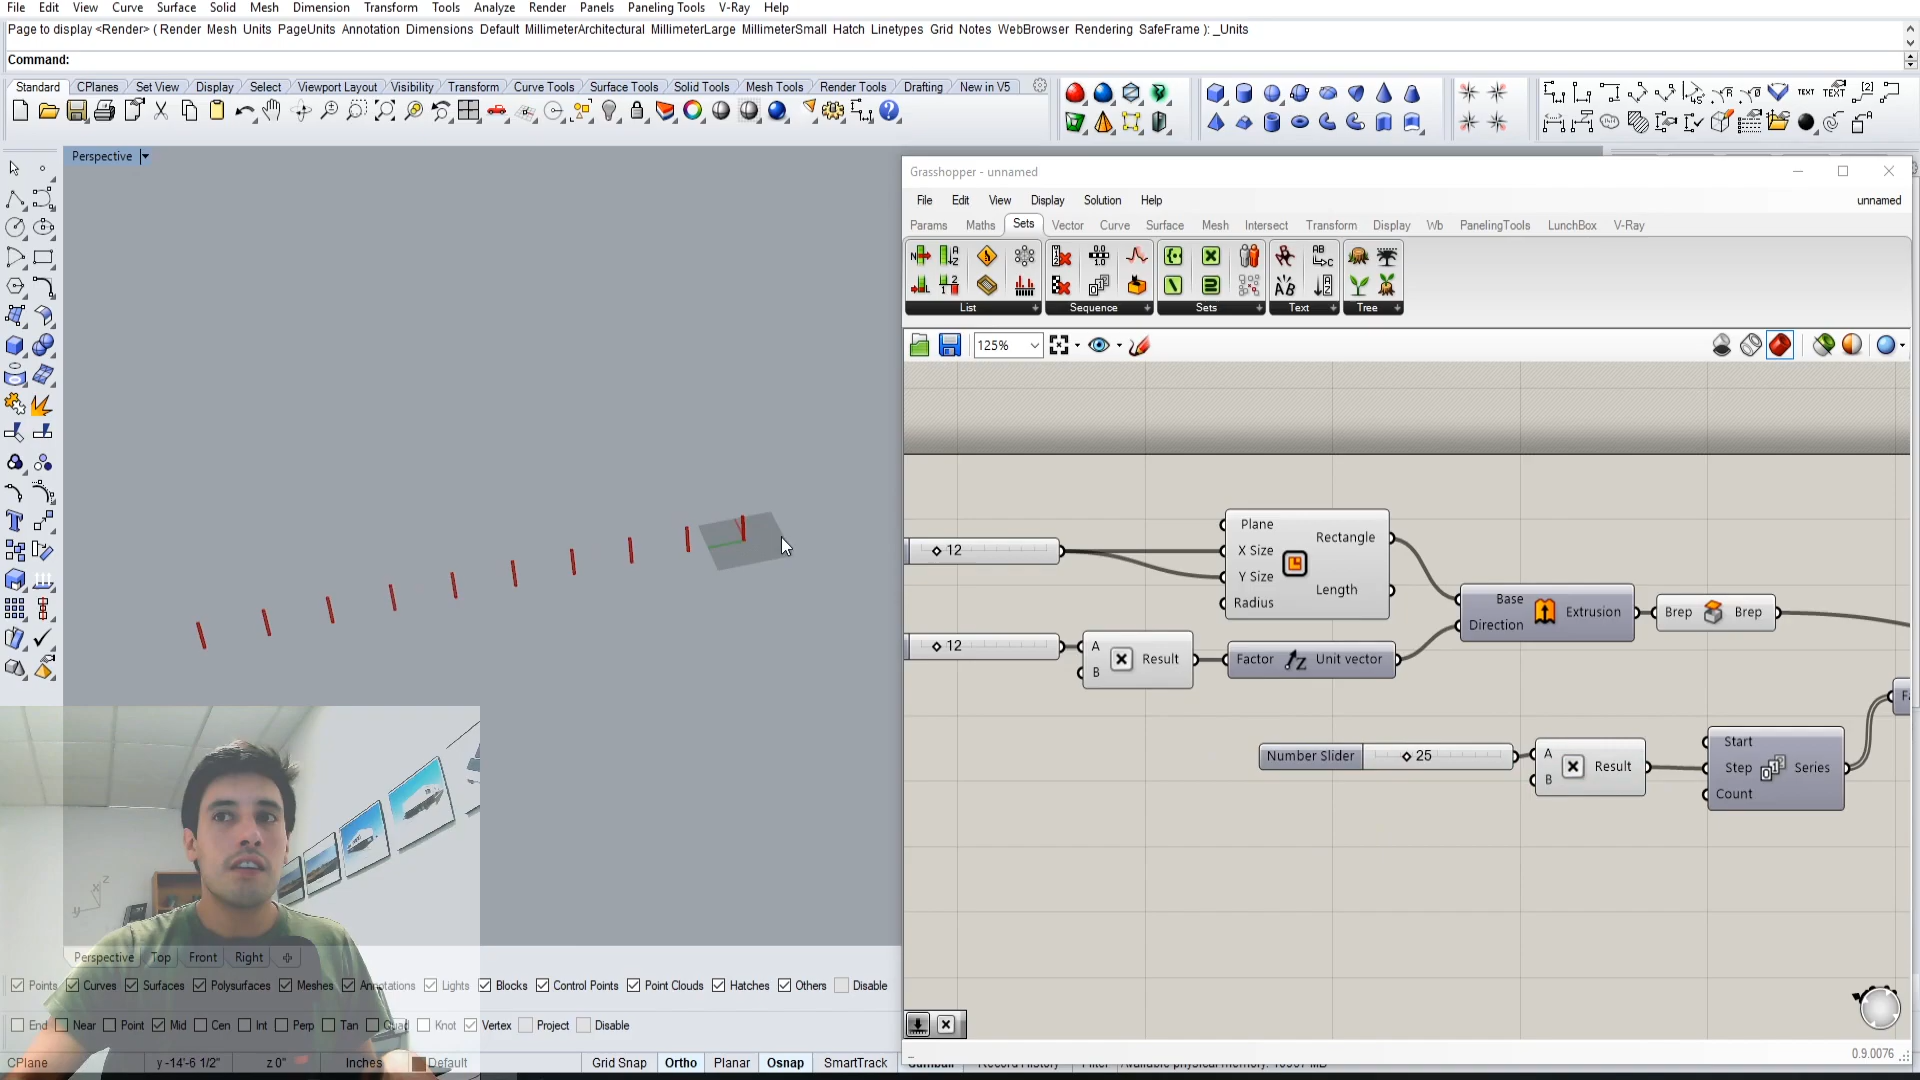 File Edit View Curve Surface Solid Mesh Dimension Transform Tools Analyze Render Panels Paneling Tools V-Ray Help
Page to display <Render> ( Render Mesh Units PageUnits Annotation Dimensions Default MillimeterArchitectural MillimeterLarge MillimeterSmall Hatch Linetypes Grid Notes WebBrowser Rendering SafeFrame ): _Units
Command:
Standard CPlanes Set View Display Select Viewport Layout Visibility Transform Curve Tools Surface Tools Solid Tools Mesh Tools Render Tools Drafting New in V5
Perspective
Grasshopper - unnamed
File Edit View Display Solution Help
unnamed
Params Maths Sets Vector Curve Surface Mesh Intersect Transform Display Wb PanelingTools LunchBox V-Ray
List Sequence Sets Text Tree
125%
12
Plane
X Size
Y Size
Radius
Rectangle
Length
12
A
B
Result
Factor Unit vector
Base
Direction
Extrusion
Brep Brep
Number Slider 25
A
B
Result
Start
Step
Count
Series
Perspective Top Front Right
Points Curves Surfaces Polysurfaces Meshes Annotations Lights Blocks Control Points Point Clouds Hatches Others Disable
End Near Point Mid Cen Int Perp Tan Quad Knot Vertex Project Disable
CPlane y -14'-6 1/2" z 0" Inches Default Grid Snap Ortho Planar Osnap SmartTrack
0.9.0076